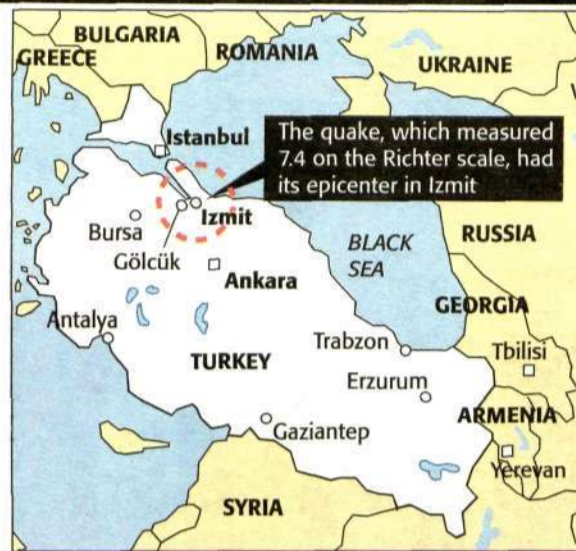 BULGARIA
GREECE
ROMANIA
UKRAINE
Istanbul
The quake, which measured
7.4 on the Richter scale, had
its epicenter in Izmit
Izmit
Bursa
Gölcük
Ankara
BLACK
SEA
RUSSIA
GEORGIA
Antalya
Trabzon
Tbilisi
TURKEY
Erzurum
ARMENIA
Gaziantep
Yerevan
SYRIA